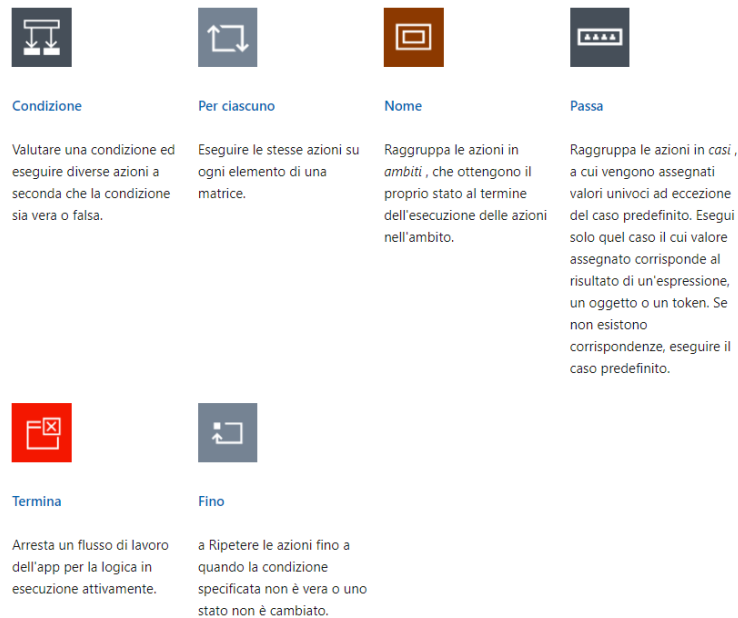 Condizione
Valutare una condizione ed
eseguire diverse azioni a
seconda che la condizione
sia vera o falsa.
Per ciascuno
Eseguire le stesse azioni su
ogni elemento di una
matrice.
Nome
Raggruppa le azioni in
ambiti , che ottengono il
proprio stato al termine
dell'esecuzione delle azioni
nell'ambito.
Passa
Raggruppa le azioni in casi ,
a cui vengono assegnati
valori univoci ad eccezione
del caso predefinito. Esegui
solo quel caso il cui valore
assegnato corrisponde al
risultato di un'espressione,
un oggetto o un token. Se
non esistono
corrispondenze, eseguire il
caso predefinito.
Termina
Arresta un flusso di lavoro
dell'app per la logica in
esecuzione attivamente.
Fino
a Ripetere le azioni fino a
quando la condizione
specificata non è vera o uno
stato non è cambiato.